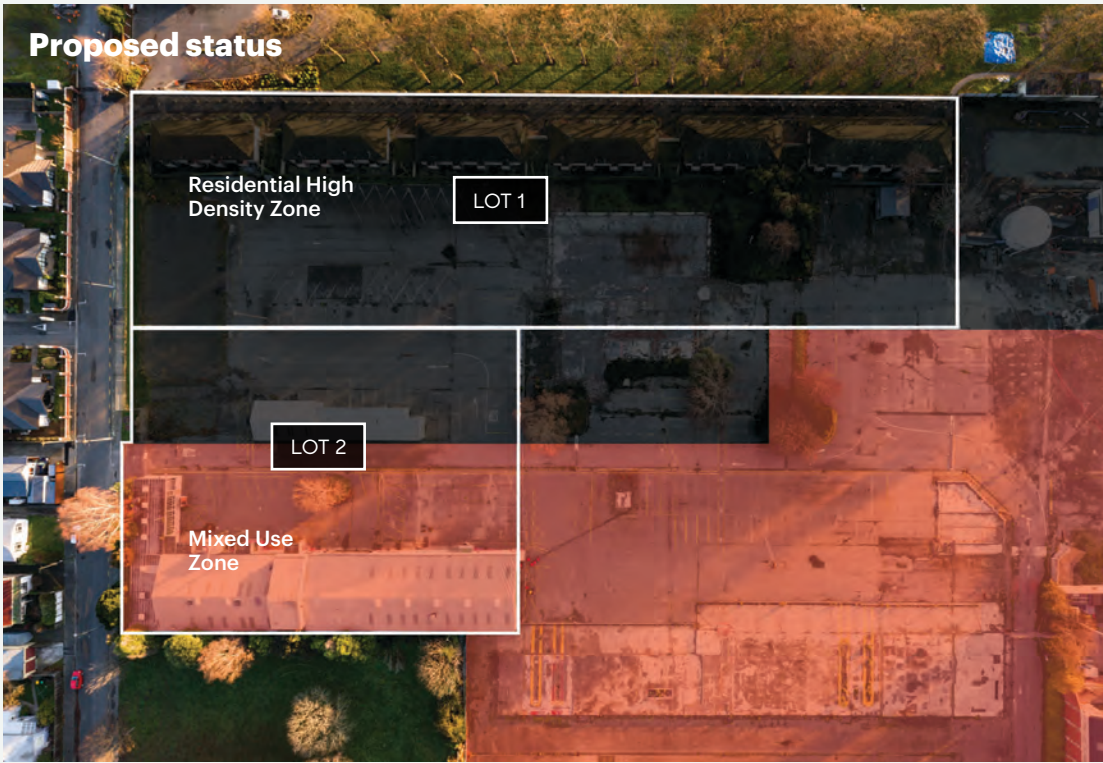 Proposed status
Residential High
Density Zone
LOT 1
LOT 2
Mixed Use
Zone